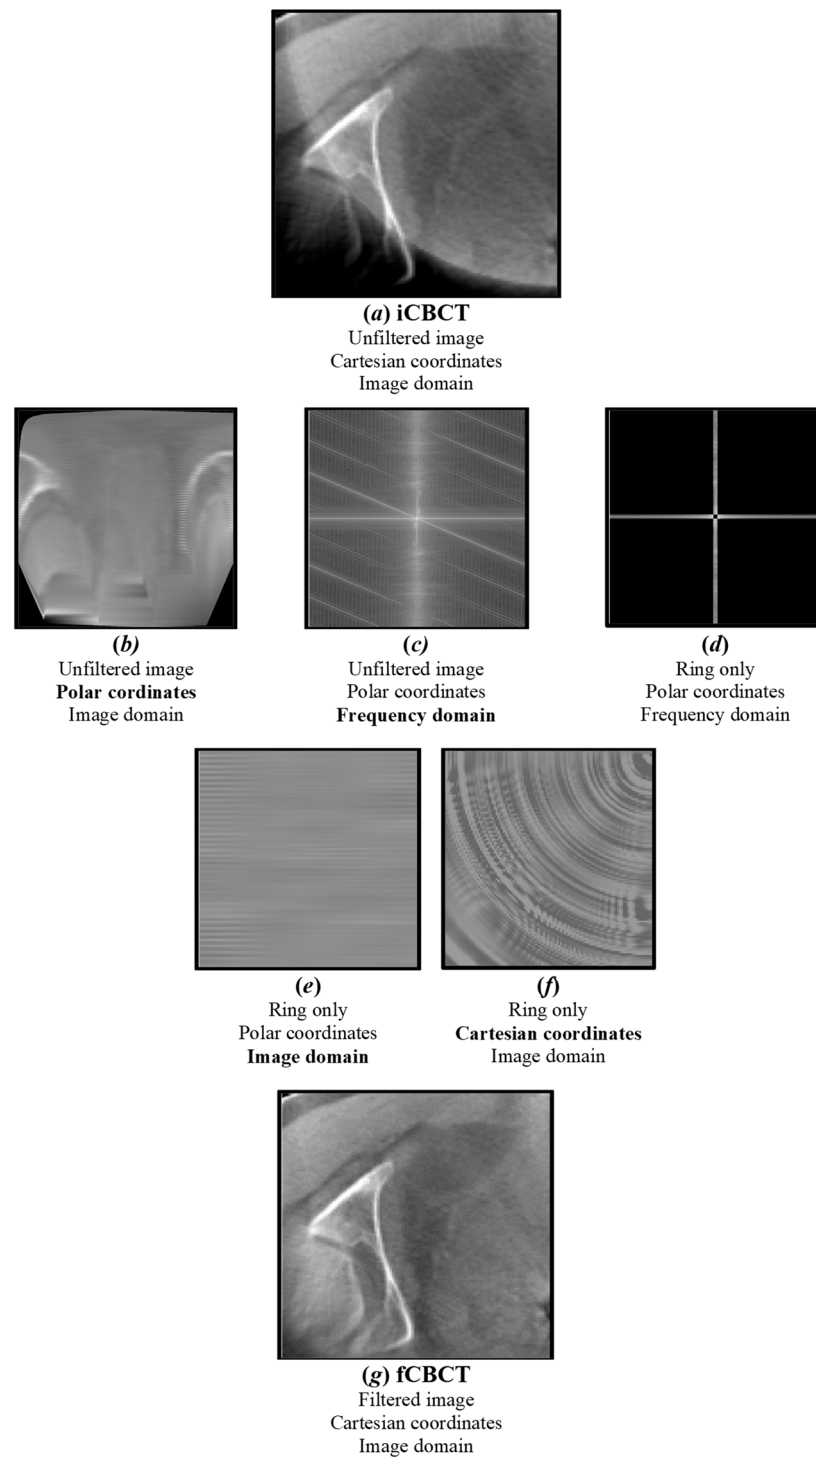 (a) iCBCT
Unfiltered image
Cartesian coordinates
Image domain
(b)
Unfiltered image
Polar cordinates
Image domain
(c)
Unfiltered image
Polar coordinates
Frequency domain
(d)
Ring only
Polar coordinates
Frequency domain
(e)
Ring only
Polar coordinates
Image domain
(f)
Ring only
Cartesian coordinates
Image domain
(g) fCBCT
Filtered image
Cartesian coordinates
Image domain